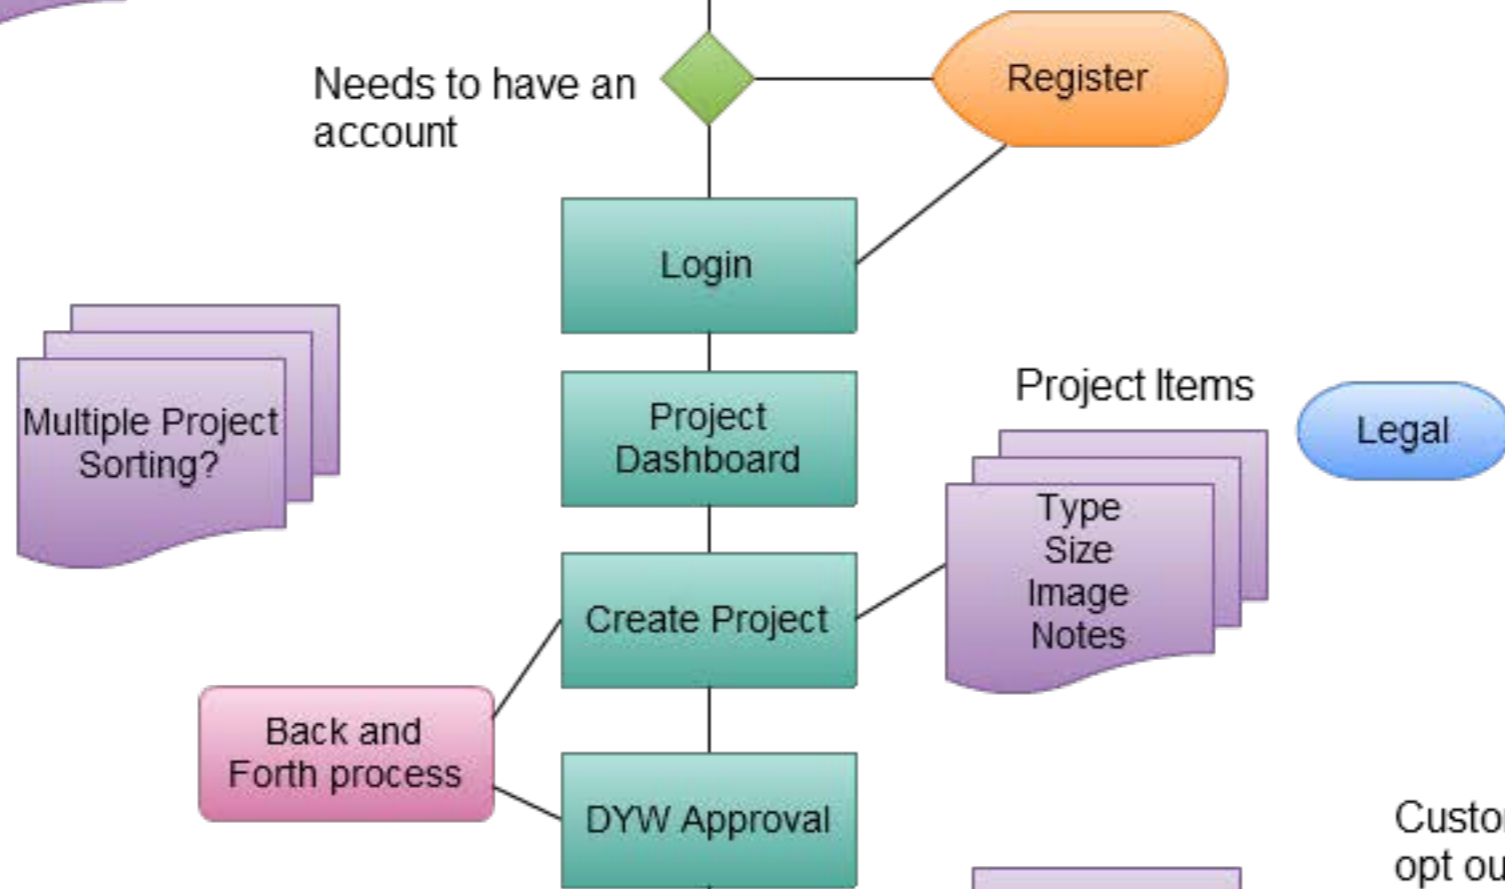 Needs to have an
account
Register
Login
Multiple Project
Sorting?
Project
Dashboard
Project Items
Legal
Type
Size
Image
Notes
Create Project
Back and
Forth process
DYW Approval
opt